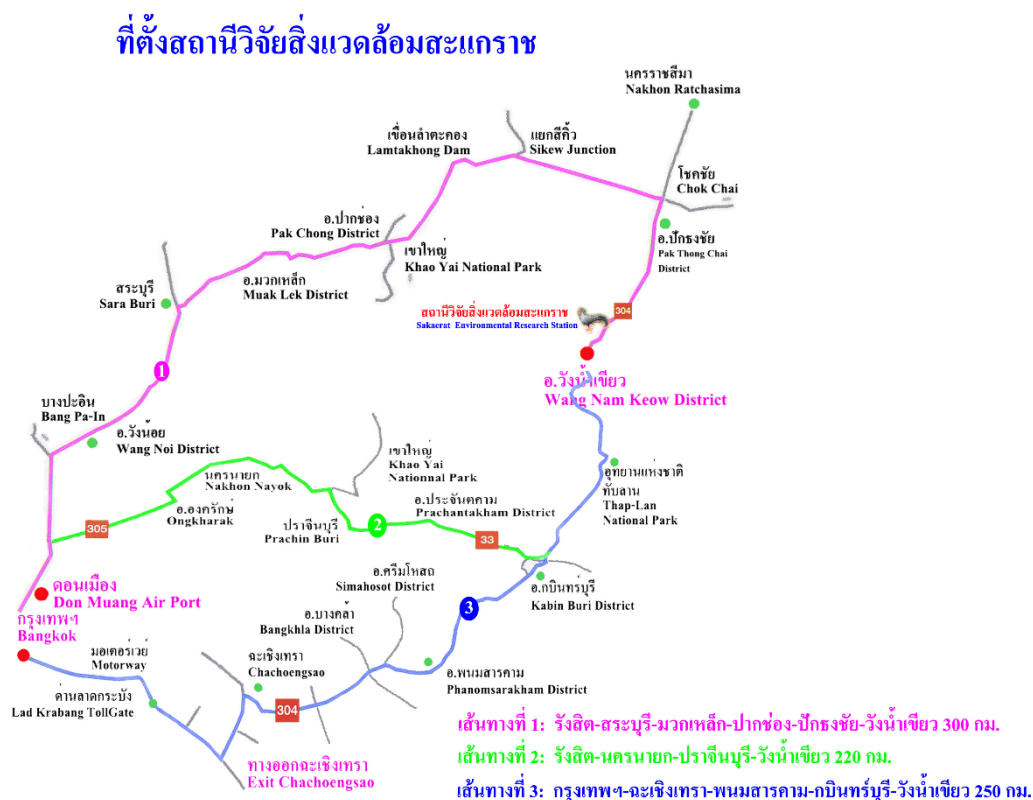 ที่ตั้งสถานีวิจัยสิ่งแวดล้อมสะแกราช
นครราชสีมา
Nakhon Ratchasima
เขื่อนลำตะคอง
Lamtakhong Dam
แยกสีคิ้ว
Sikew Junction
โชคชัย
Chok Chai
อ.ปากช่อง
Pak Chong District
เขาใหญ่
Khao Yai National Park
อ.ปักธงชัย
Pak Thong Chai
District
อ.มวกเหล็ก
Muak Lek District
สระบุรี
Sara Buri
สถานีวิจัยสิ่งแวดล้อมสะแกราช
Sakaerat Environmental Research Station
304
1
อ.วังน้ำเขียว
Wang Nam Keow District
บางปะอิน
Bang Pa-In
อ.วังน้อย
Wang Noi District
เขาใหญ่
Khao Yai
Nationnal Park
นครนายก
Nakhon Nayok
อ.องครักษ์
Ongkharak
อุทยานแห่งชาติ
ทับลาน
Thap-Lan
National Park
อ.ประจันตคาม
Prachantakham District
305
ปราจีนบุรี
Prachin Buri
2
33
ดอนเมือง
Don Muang Air Port
อ.ศรีมโหสถ
Simahosot District
อ.กบินทร์บุรี
Kabin Buri District
กรุงเทพฯ
Bangkok
อ.บางคล้า
Bangkhla District
3
มอเตอร์เวย์
Motorway
ฉะเชิงเทรา
Chachoengsao
อ.พนมสารคาม
Phanomsarakham District
ด่านลาดกระบัง
Lad Krabang TollGate
304
ทางออกฉะเชิงเทรา
Exit Chachoengsao
เส้นทางที่ 1: รังสิต-สระบุรี-มวกเหล็ก-ปากช่อง-ปักธงชัย-วังน้ำเขียว 300 กม.
เส้นทางที่ 2: รังสิต-นครนายก-ปราจีนบุรี-วังน้ำเขียว 220 กม.
เส้นทางที่ 3: กรุงเทพฯ-ฉะเชิงเทรา-พนมสารคาม-กบินทร์บุรี-วังน้ำเขียว 250 กม.